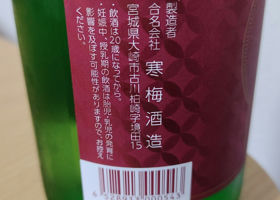 製造者
合名会社 寒梅酒造
宮城県大崎市古川柏崎字境田15
・飲酒は20歳になってから。
・妊娠中、授乳期の飲酒は胎児・乳児の発育に
影響を及ぼす可能性がありますので、お控え
ください。
4 528913 000543